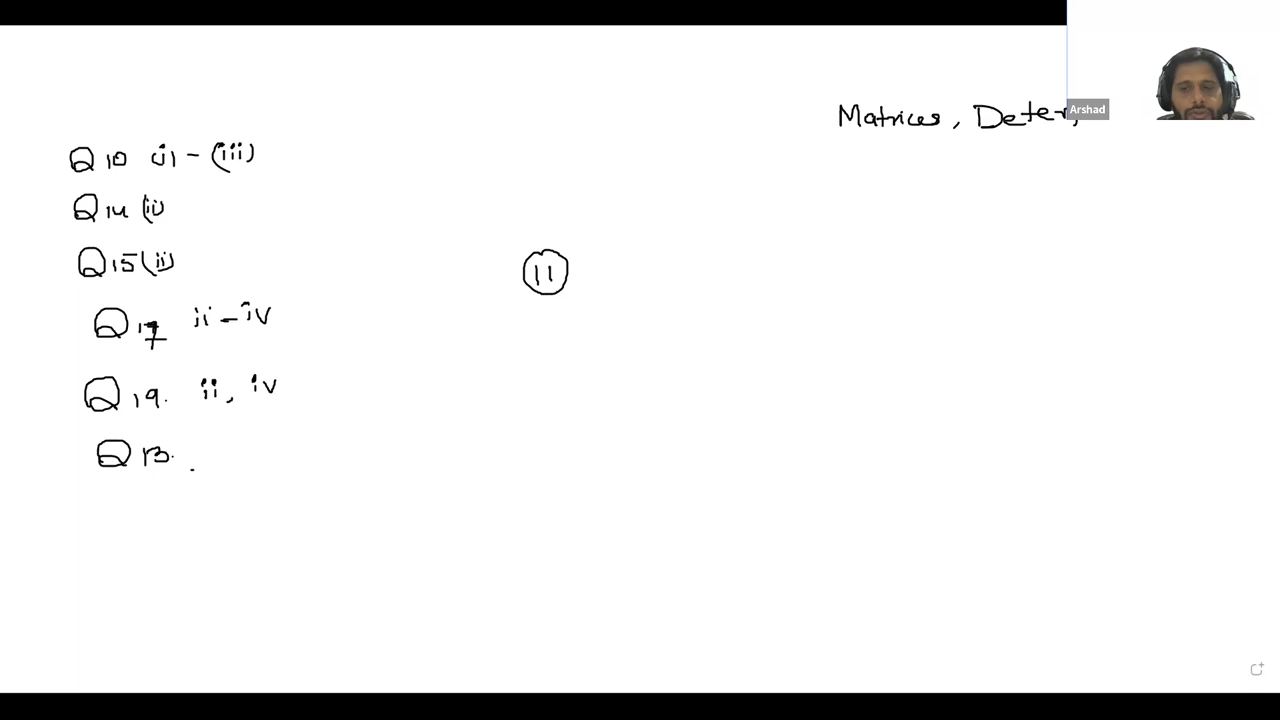 Matrices, Deter
Arshad
Q 10 (i) - (iii)
Q 14 (ii)
Q 15 (ii)
11
Q 17 ii - iv
Q 19. ii, iv
Q 13.